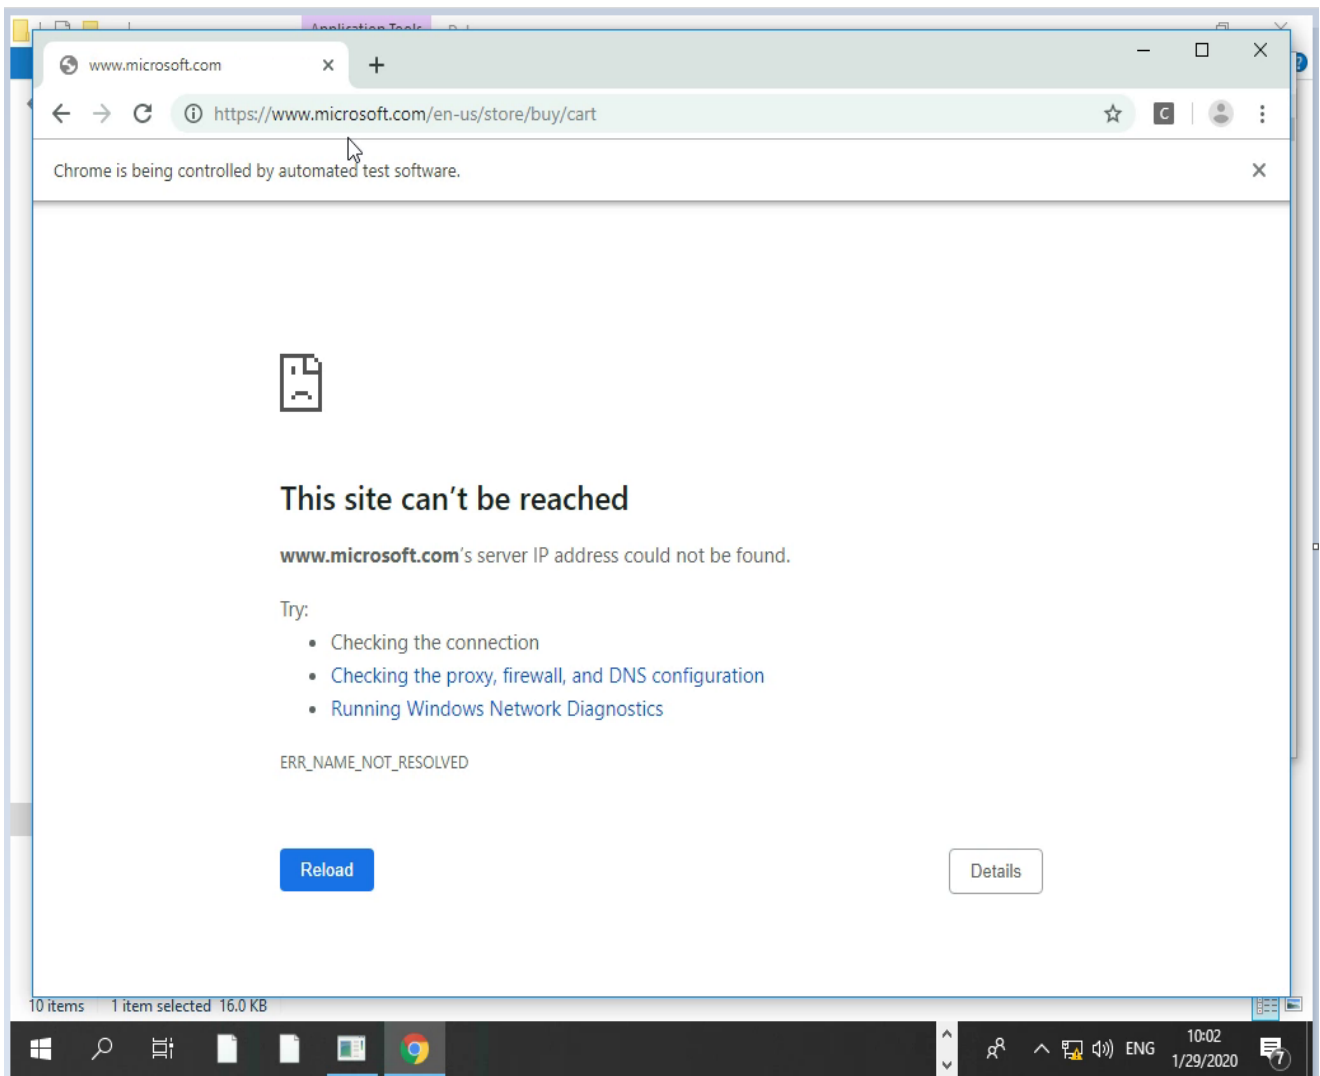 Application Tools
www.microsoft.com
https://www.microsoft.com/en-us/store/buy/cart
C
Chrome is being controlled by automated test software.
This site can't be reached
www.microsoft.com's server IP address could not be found.
Try:
• Checking the connection
• Checking the proxy, firewall, and DNS configuration
• Running Windows Network Diagnostics
ERR_NAME_NOT_RESOLVED
Reload
Details
10 items 1 item selected 16.0 KB
ENG
10:02
1/29/2020
7